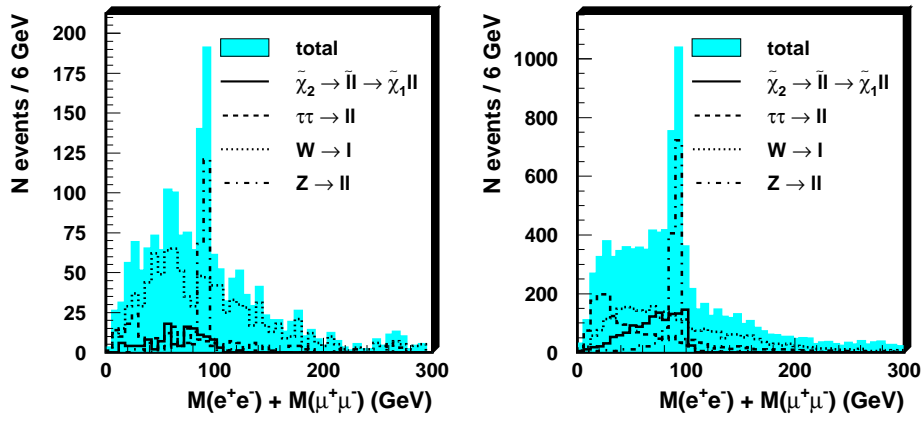 N events / 6 GeV
200
175
150
125
100
75
50
25
0
total
χ̃₂ → l̃l → χ̃₁ll
ττ → ll
W → l
Z → ll
0 100 200 300
M(e⁺e⁻) + M(μ⁺μ⁻) (GeV)
N events / 6 GeV
1000
800
600
400
200
0
total
χ̃₂ → l̃l → χ̃₁ll
ττ → ll
W → l
Z → ll
0 100 200 300
M(e⁺e⁻) + M(μ⁺μ⁻) (GeV)